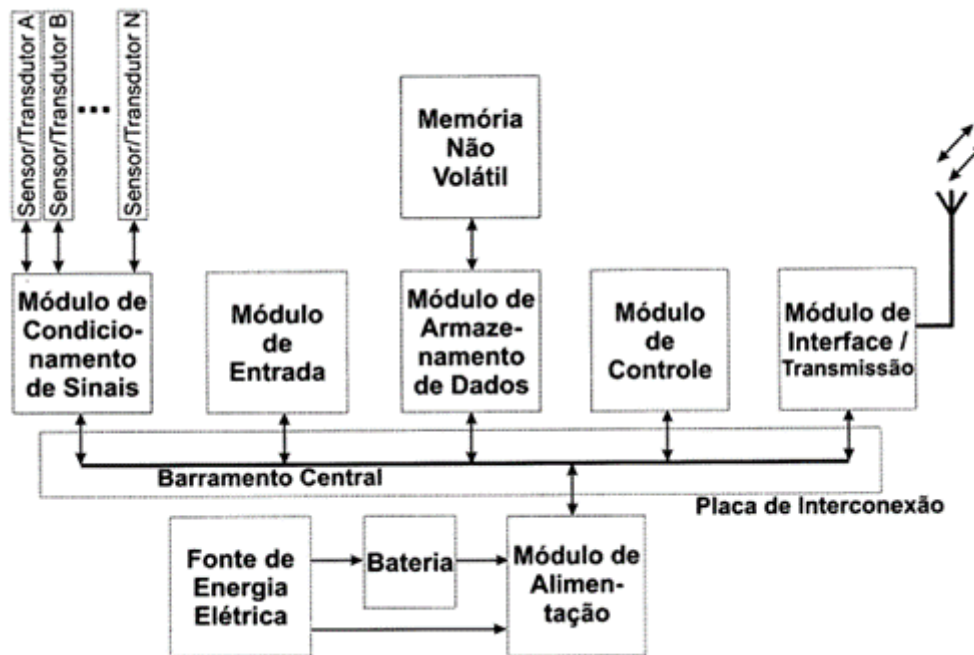 Sensor/Transdutor A
Sensor/Transdutor B
...
Sensor/Transdutor N
Memória
Não
Volátil
Módulo de
Condicio-
namento
de Sinais
Módulo
de
Entrada
Módulo de
Armaze-
namento
de Dados
Módulo
de
Controle
Módulo de
Interface /
Transmissão
Barramento Central
Placa de Interconexão
Fonte de
Energia
Elétrica
Bateria
Módulo de
Alimen-
tação